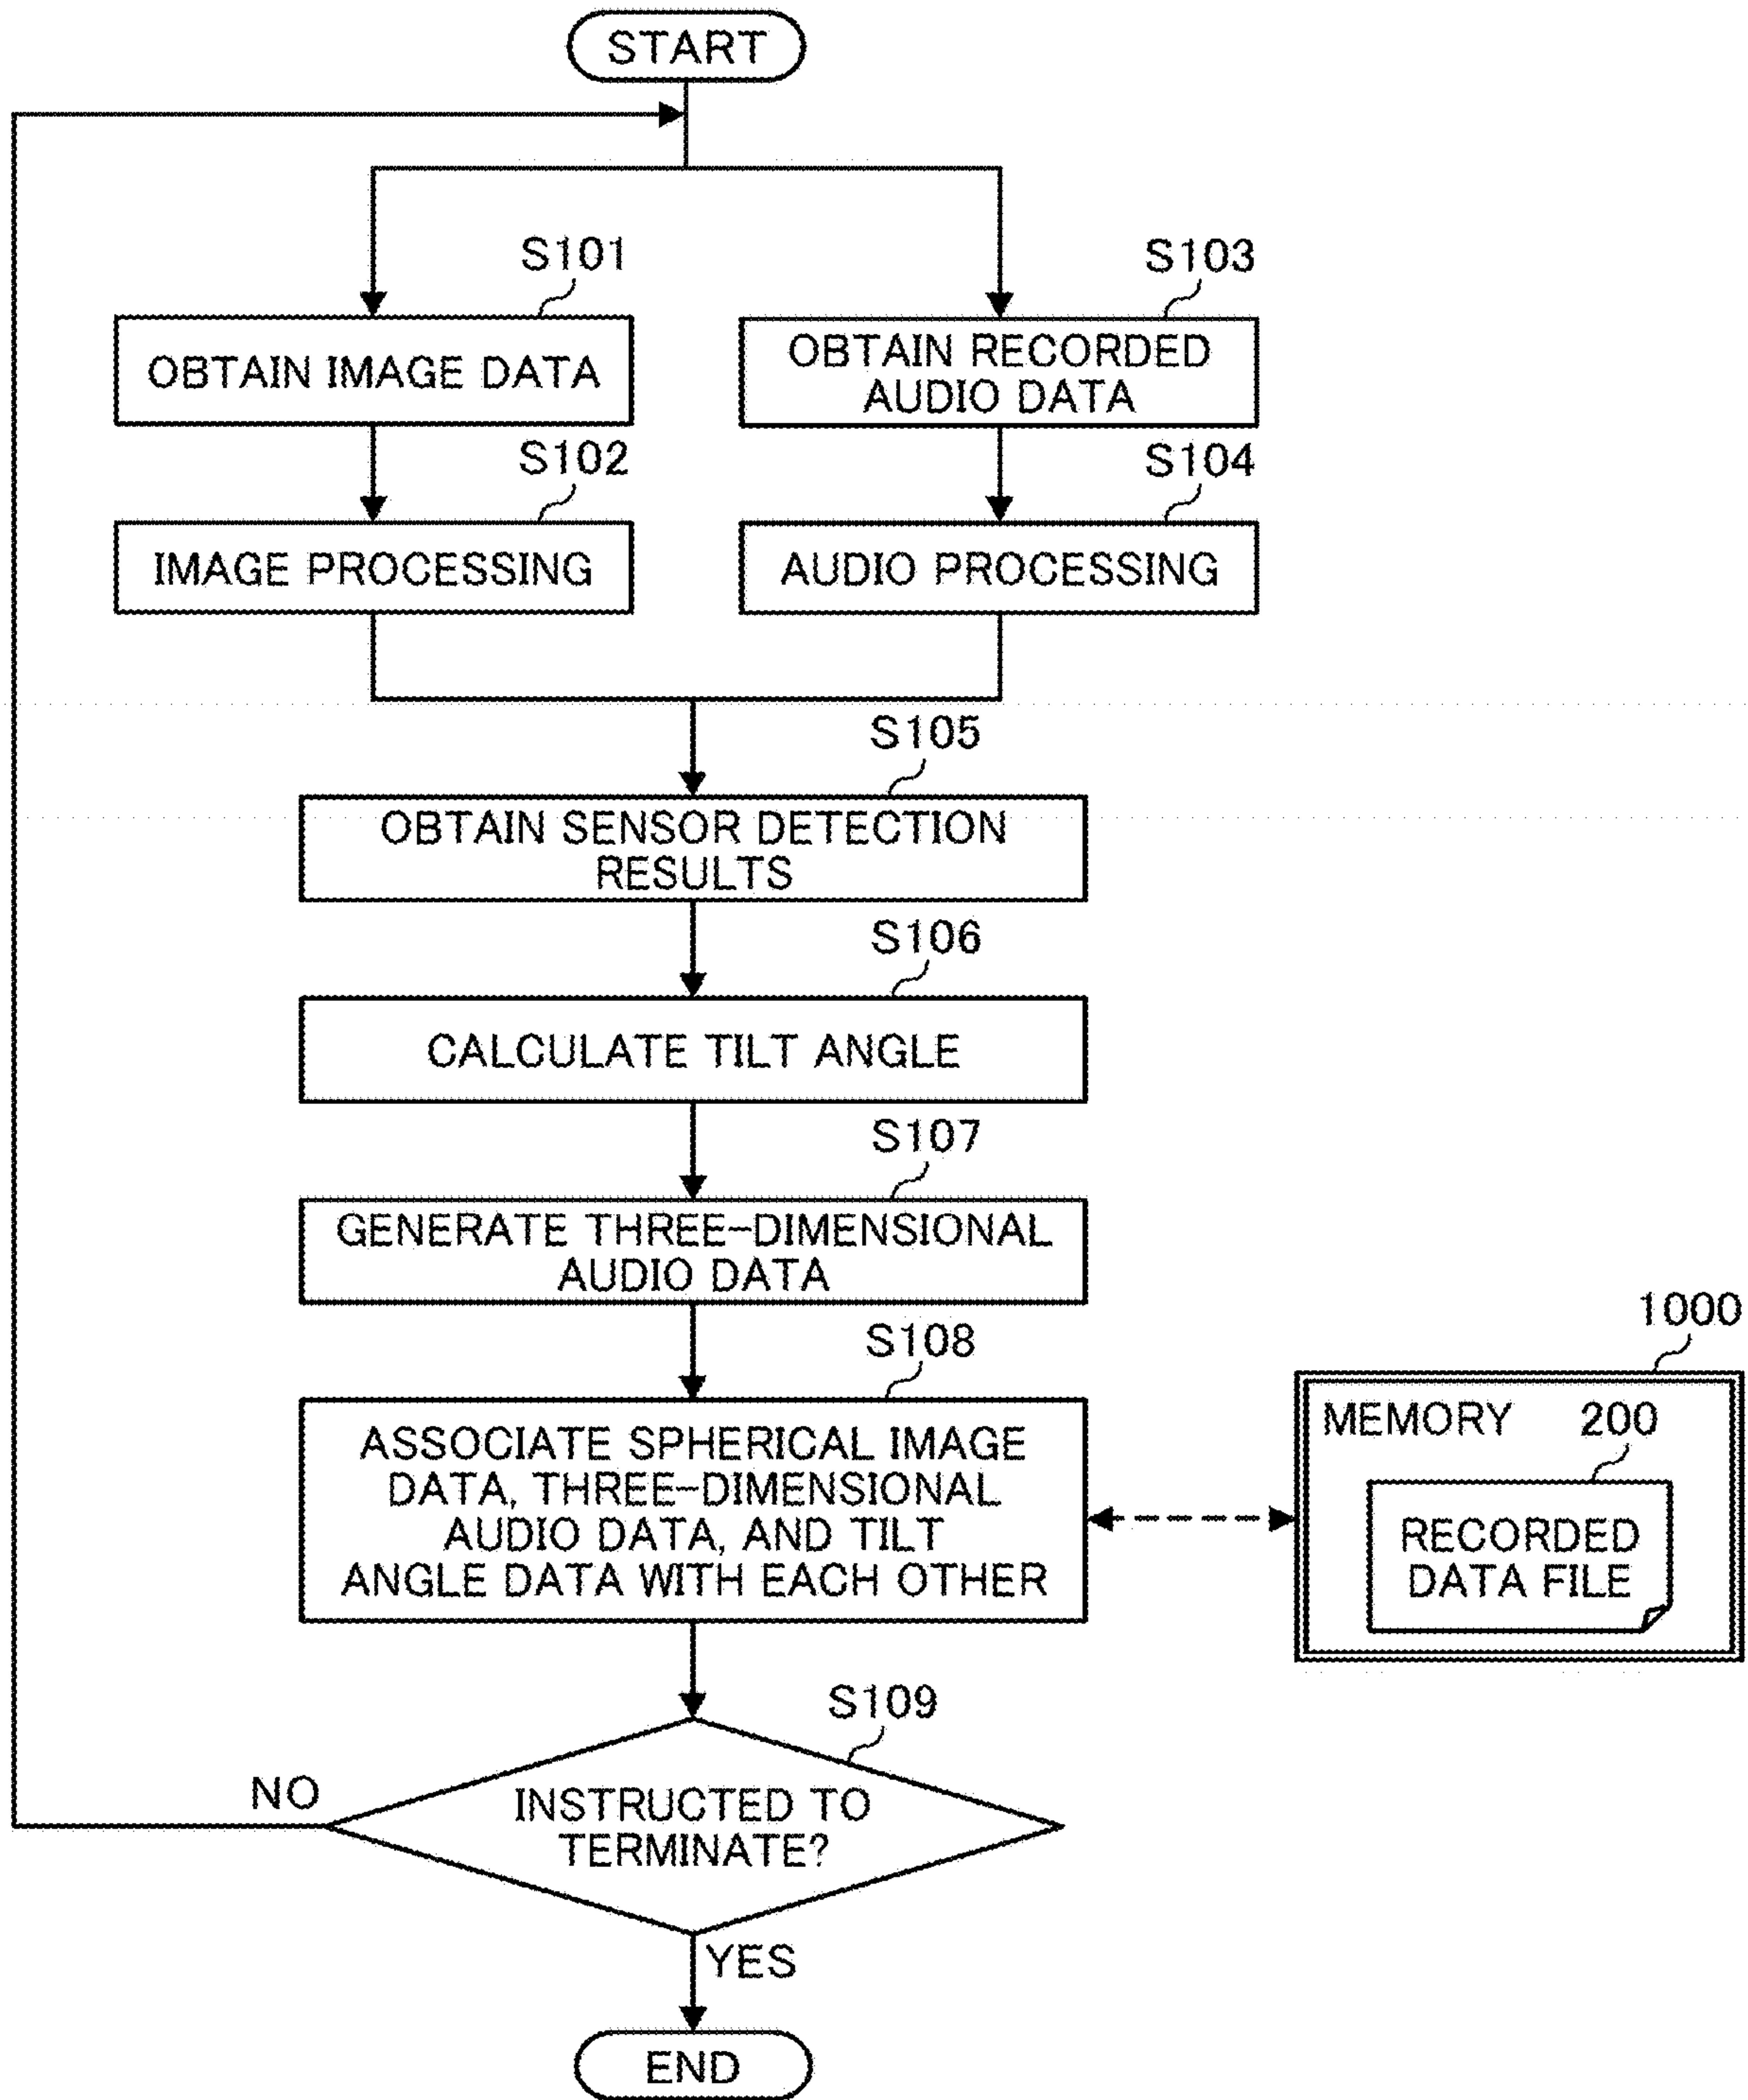 START
S101
OBTAIN IMAGE DATA
S102
IMAGE PROCESSING
S103
OBTAIN RECORDED
AUDIO DATA
S104
AUDIO PROCESSING
S105
OBTAIN SENSOR DETECTION
RESULTS
S106
CALCULATE TILT ANGLE
S107
GENERATE THREE-DIMENSIONAL
AUDIO DATA
S108
ASSOCIATE SPHERICAL IMAGE
DATA, THREE-DIMENSIONAL
AUDIO DATA, AND TILT
ANGLE DATA WITH EACH OTHER
1000
MEMORY
200
RECORDED
DATA FILE
S109
INSTRUCTED TO
TERMINATE?
NO
YES
END